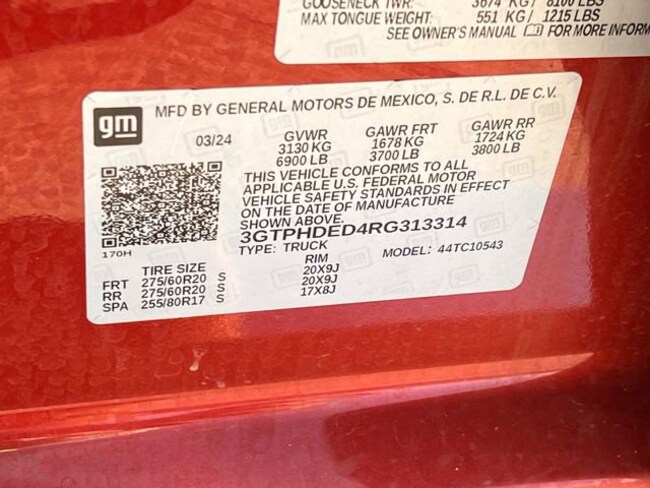 GOOSENECK TWR: 3674 KG/ 8100 LBS
MAX TONGUE WEIGHT: 551 KG/ 1215 LBS
SEE OWNER'S MANUAL FOR MORE INFORM
gm
MFD BY GENERAL MOTORS DE MEXICO, S. DE R.L. DE C.V.
03/24 GVWR GAWR FRT GAWR RR
3130 KG 1678 KG 1724 KG
6900 LB 3700 LB 3800 LB
THIS VEHICLE CONFORMS TO ALL
APPLICABLE U.S. FEDERAL MOTOR
VEHICLE SAFETY STANDARDS IN EFFECT
ON THE DATE OF MANUFACTURE
SHOWN ABOVE.
170H
3GTPHDED4RG313314
TYPE: TRUCK MODEL: 44TC10543
TIRE SIZE RIM
FRT 275/60R20 S 20X9J
RR 275/60R20 S 20X9J
SPA 255/80R17 S 17X8J